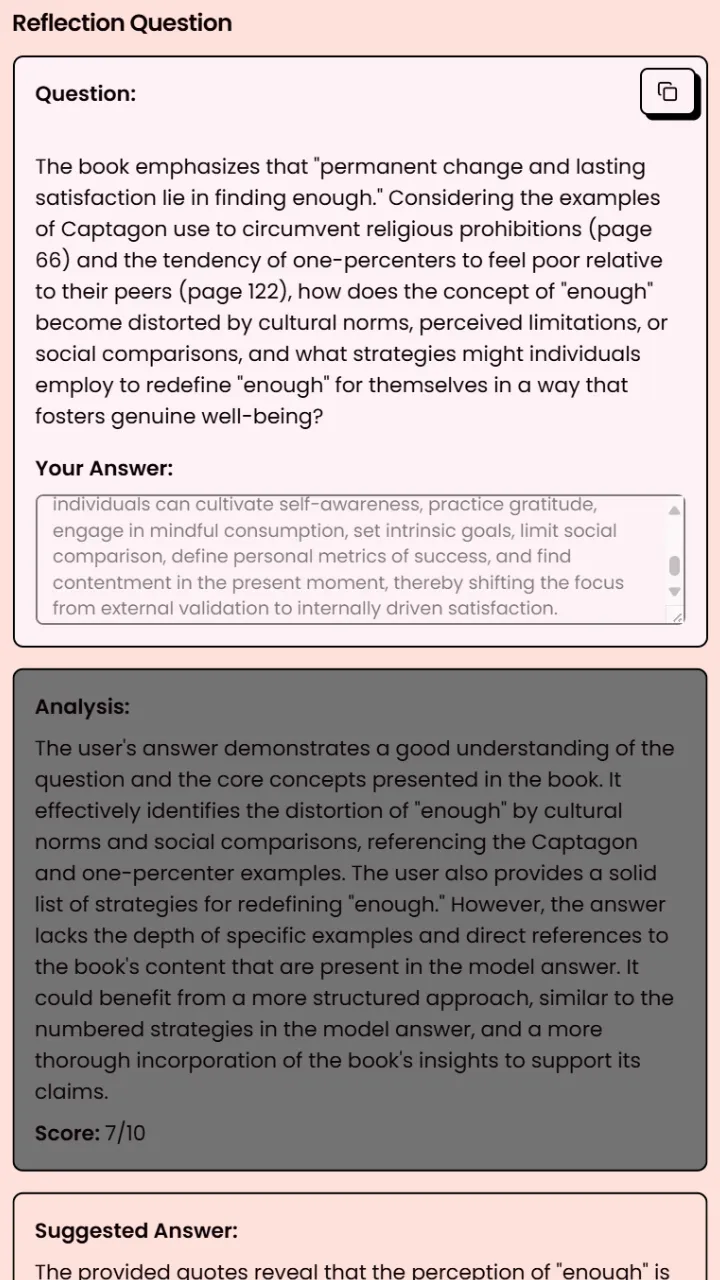 Reflection Question
Question:
The book emphasizes that "permanent change and lasting
satisfaction lie in finding enough." Considering the examples
of Captagon use to circumvent religious prohibitions (page
66) and the tendency of one-percenters to feel poor relative
to their peers (page 122), how does the concept of "enough"
become distorted by cultural norms, perceived limitations, or
social comparisons, and what strategies might individuals
employ to redefine "enough" for themselves in a way that
fosters genuine well-being?
Your Answer:
individuals can cultivate self-awareness, practice gratitude,
engage in mindful consumption, set intrinsic goals, limit social
comparison, define personal metrics of success, and find
contentment in the present moment, thereby shifting the focus
from external validation to internally driven satisfaction.
Analysis:
The user's answer demonstrates a good understanding of the
question and the core concepts presented in the book. It
effectively identifies the distortion of "enough" by cultural
norms and social comparisons, referencing the Captagon
and one-percenter examples. The user also provides a solid
list of strategies for redefining "enough." However, the answer
lacks the depth of specific examples and direct references to
the book's content that are present in the model answer. It
could benefit from a more structured approach, similar to the
numbered strategies in the model answer, and a more
thorough incorporation of the book's insights to support its
claims.
Score: 7/10
Suggested Answer:
The provided quotes reveal that the perception of "enough" is